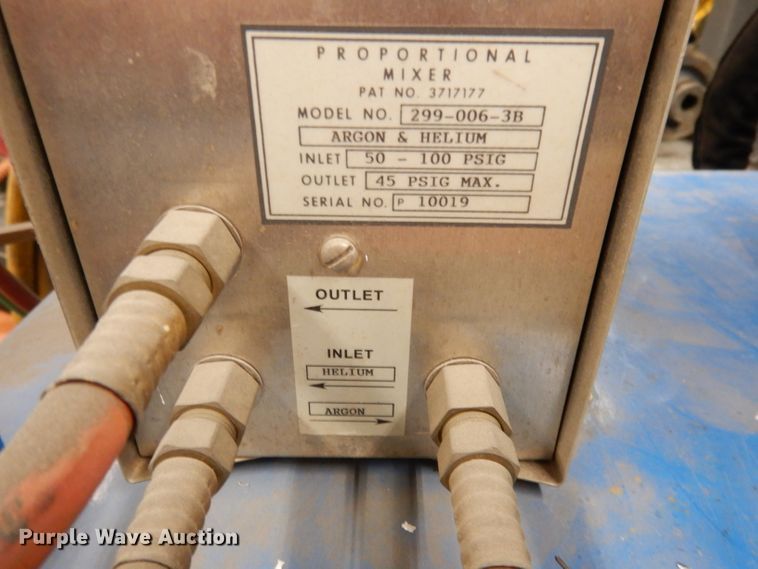 PROPORTIONAL
MIXER
PAT NO. 3717177
MODEL NO. 299-006-3B
ARGON & HELIUM
INLET 50 - 100 PSIG
OUTLET 45 PSIG MAX.
SERIAL NO. P 10019
OUTLET
INLET
HELIUM
ARGON
Purple Wave Auction